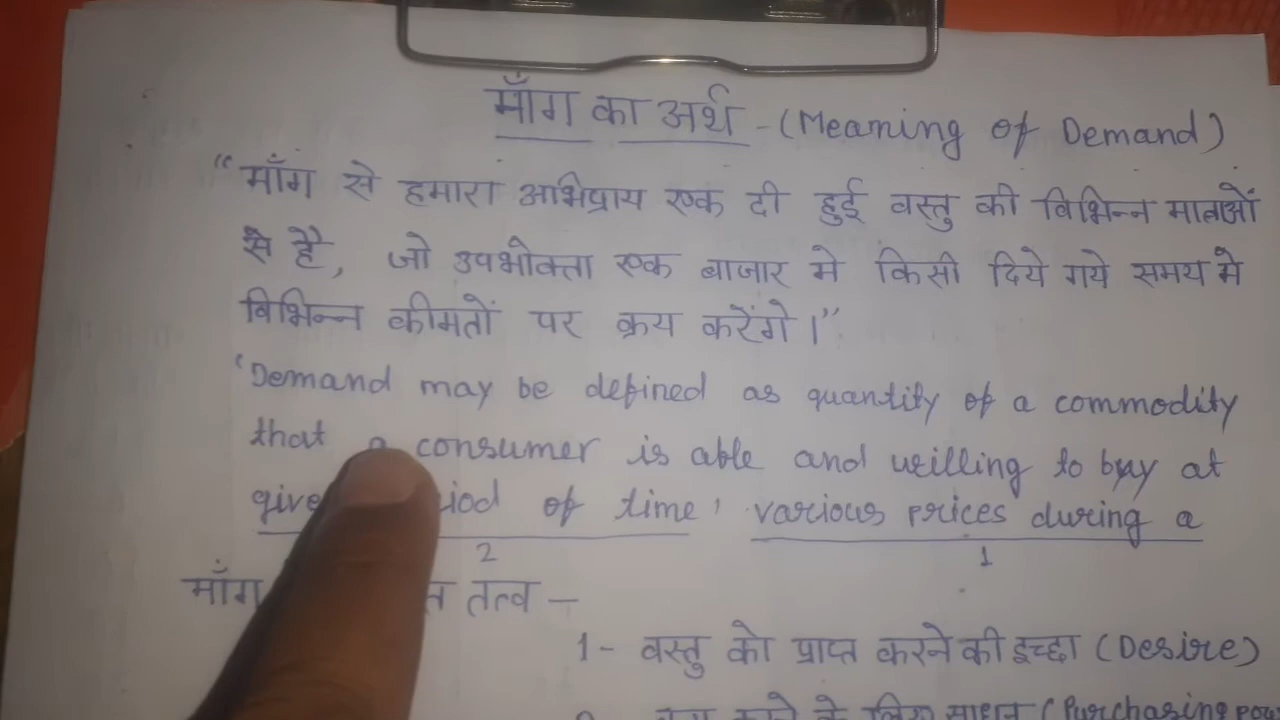 माँग का अर्थ - (Meaning of Demand)
“माँग से हमारा अभिप्राय एक दी हुई वस्तु की विभिन्न मात्राओं
से है, जो उपभोक्ता एक बाजार मे किसी दिये गये समय मे
विभिन्न कीमतों पर क्रय करेंगे।”
‘Demand may be defined as quantity of a commodity
that a consumer is able and willing to buy at
of time' various prices during a
2 1
माँग तत्व –
1- वस्तु को प्राप्त करने की इच्छा (Desire)
के लिए साधन (Purchasing